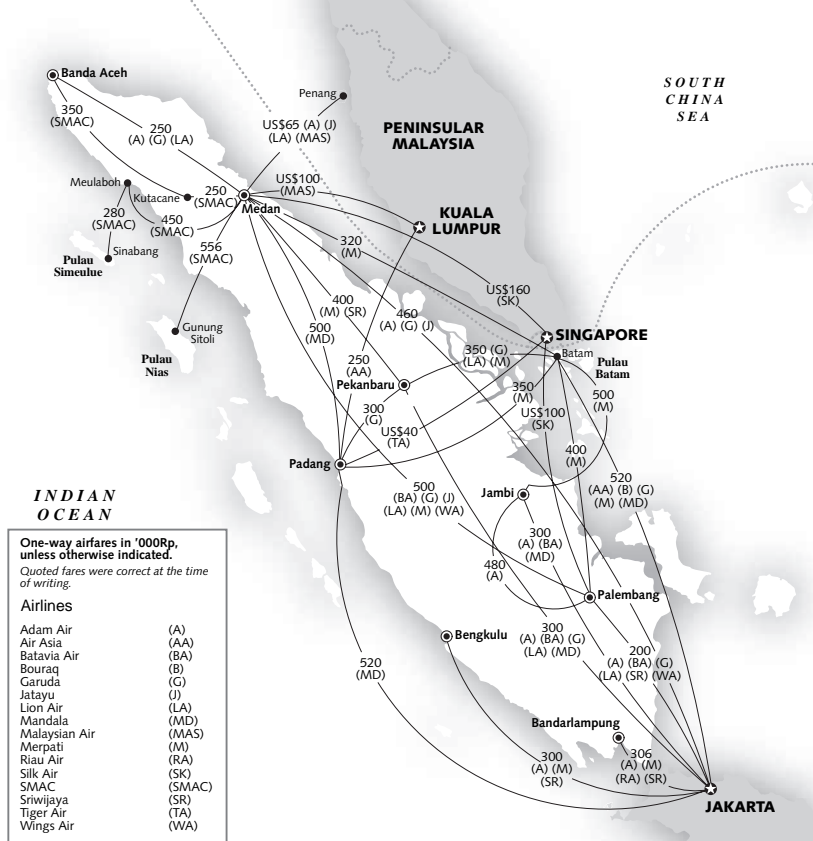 Banda Aceh
350
(SMAC)
250
(A) (G) (LA)
Penang
US$65 (A) (J)
(LA) (MAS)
PENINSULAR
MALAYSIA
SOUTH
CHINA
SEA
Meulaboh
Kutacane
250
(SMAC)
Medan
US$100
(MAS)
280
(SMAC)
450
(SMAC)
556
(SMAC)
Sinabang
Pulau
Simeulue
KUALA
LUMPUR
320
(M)
US$160
(SK)
Gunung
Sitoli
Pulau
Nias
400
(M) (SR)
500
(MD)
460
(A) (G) (J)
SINGAPORE
Batam
Pulau
Batam
350 (G)
(LA) (M)
250
(AA)
Pekanbaru
350
(M)
500
(M)
300
(G)
US$40
(TA)
US$100
(SK)
400
(M)
Padang
500
(BA) (G) (J)
(LA) (M) (WA)
Jambi
520
(AA) (B) (G)
(M) (MD)
300
(A) (BA)
(MD)
480
(A)
Palembang
INDIAN
OCEAN
Bengkulu
300
(A) (BA) (G)
(LA) (MD)
200
(A) (BA) (G)
(LA) (SR) (WA)
520
(MD)
Bandarlampung
300
(A) (M)
(SR)
306
(A) (M)
(RA) (SR)
JAKARTA
One-way airfares in '000Rp,
unless otherwise indicated.
Quoted fares were correct at the time
of writing.
Airlines
Adam Air (A)
Air Asia (AA)
Batavia Air (BA)
Bouraq (B)
Garuda (G)
Jatayu (J)
Lion Air (LA)
Mandala (MD)
Malaysian Air (MAS)
Merpati (M)
Riau Air (RA)
Silk Air (SK)
SMAC (SMAC)
Sriwijaya (SR)
Tiger Air (TA)
Wings Air (WA)